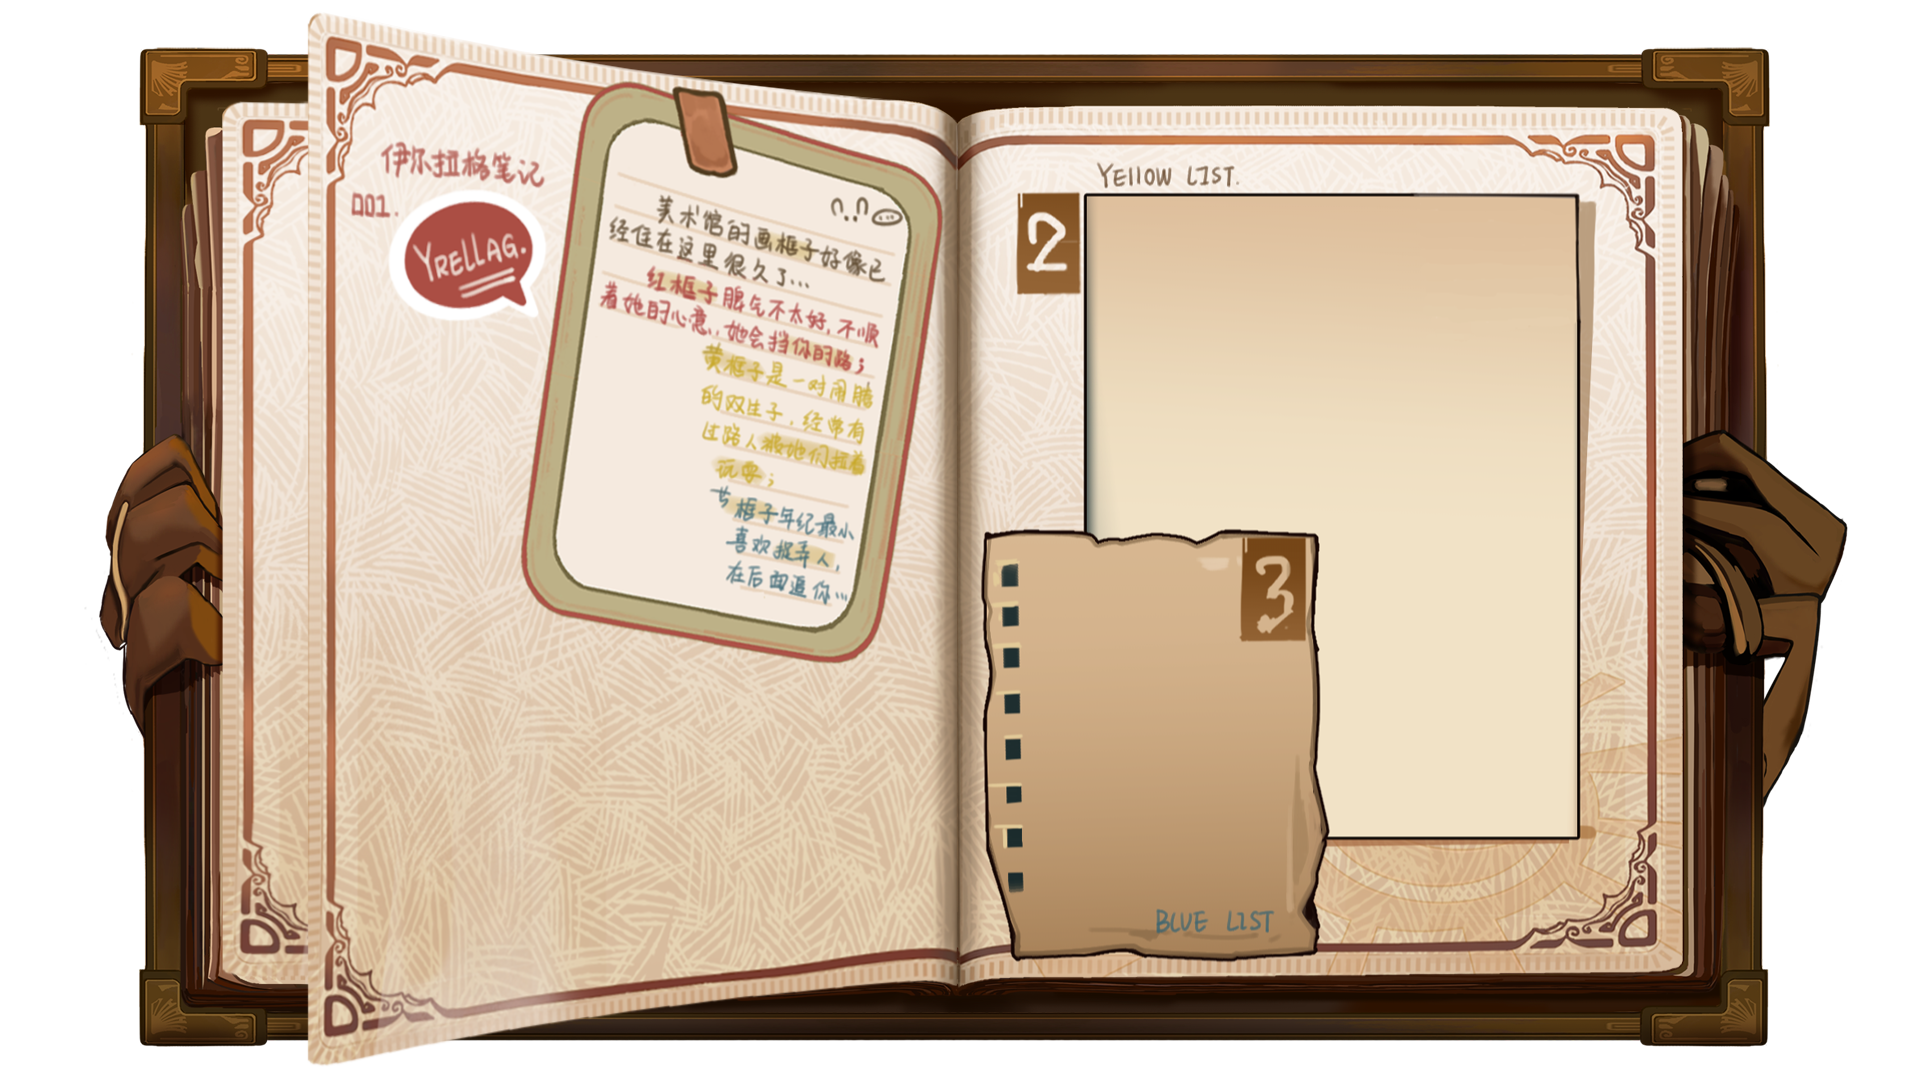 伊尔拉格笔记
001.
YRELLAG.
美术馆的画框子好像已
经住在这里很久了...
红框子脾气不太好,不顺
着她的心意,她会挡你的路;
黄框子是一对闹腾
的双生子,经常有
过路人被她们拉着
玩耍;
框子年纪最小
喜欢捉弄人,
在后面追你...
YEllOW LIST.
2
3
BLUE LIST